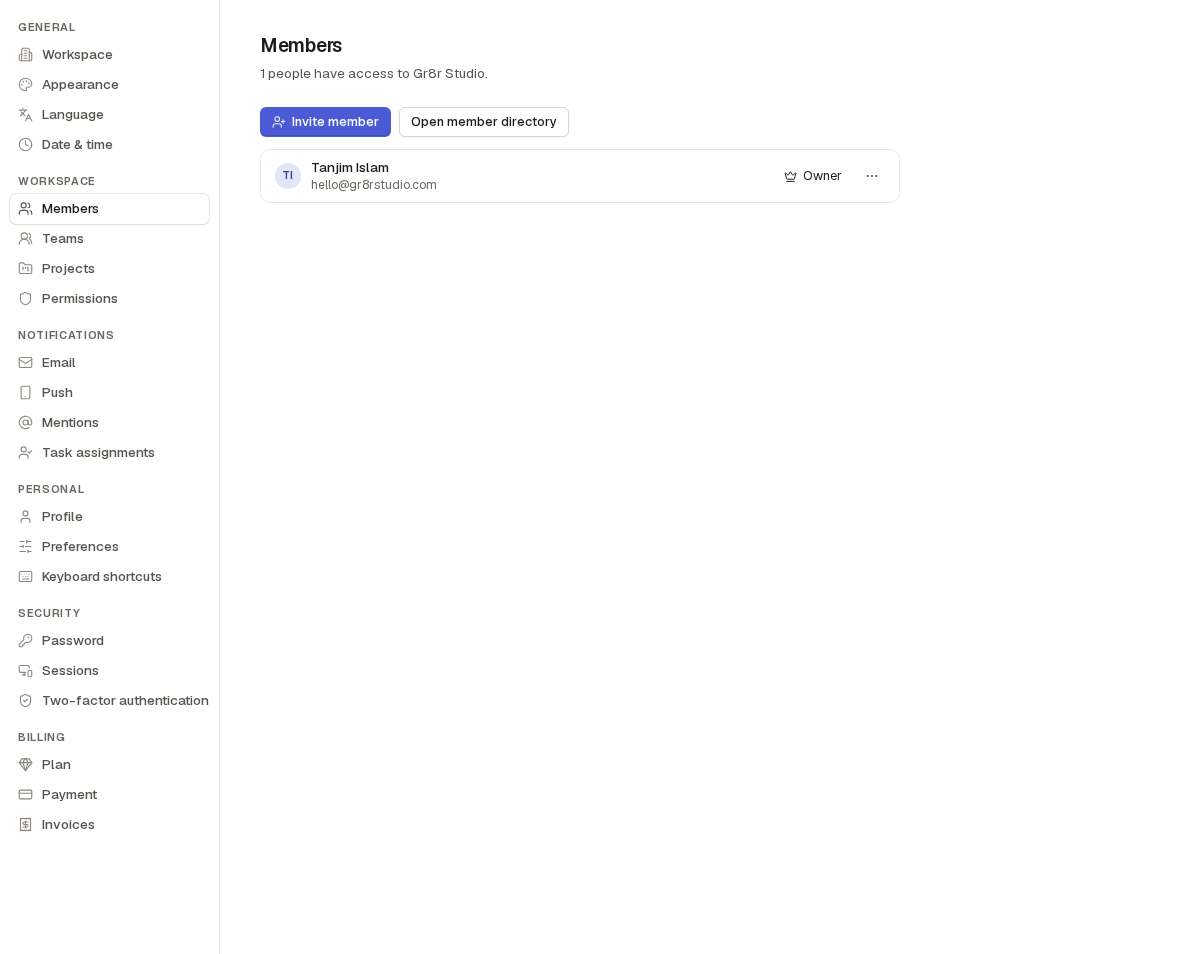 GENERAL
Workspace
Appearance
Language
Date & time
WORKSPACE
Members
Teams
Projects
Permissions
NOTIFICATIONS
Email
Push
Mentions
Task assignments
PERSONAL
Profile
Preferences
Keyboard shortcuts
SECURITY
Password
Sessions
Two-factor authentication
BILLING
Plan
Payment
Invoices
Members
1 people have access to Gr8r Studio.
Invite member
Open member directory
TI
Tanjim Islam
hello@gr8rstudio.com
Owner